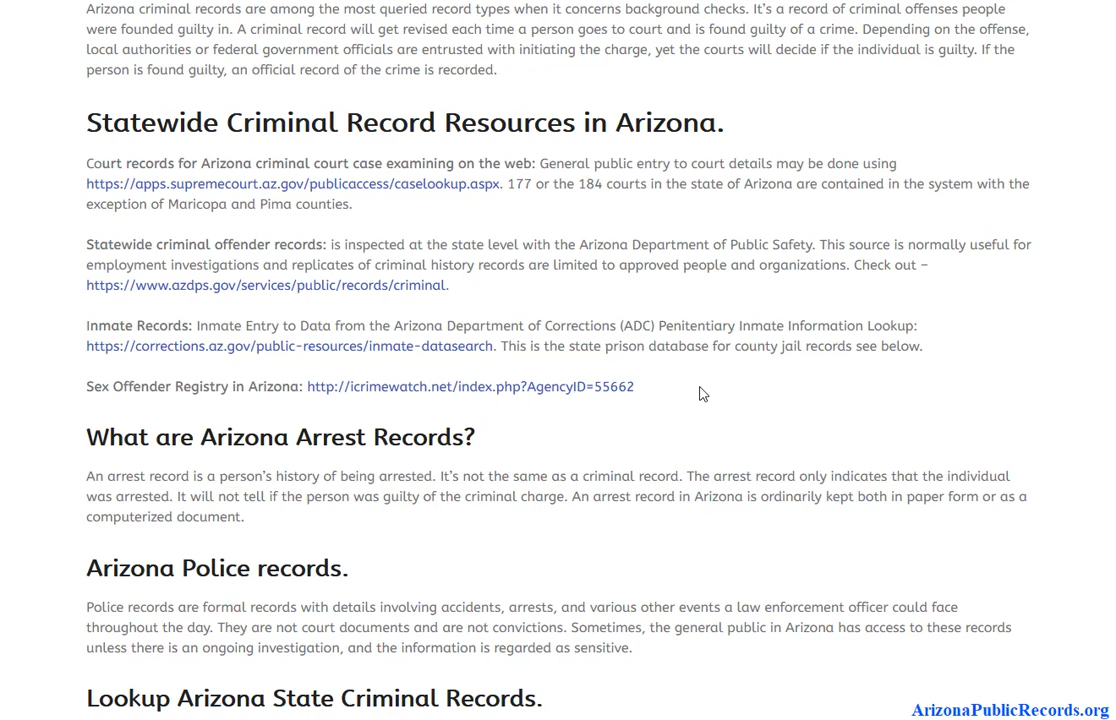 Arizona criminal records are among the most queried record types when it concerns background checks. It's a record of criminal offenses people
were founded guilty in. A criminal record will get revised each time a person goes to court and is found guilty of a crime. Depending on the offense,
local authorities or federal government officials are entrusted with initiating the charge, yet the courts will decide if the individual is guilty. If the
person is found guilty, an official record of the crime is recorded.
Statewide Criminal Record Resources in Arizona.
Court records for Arizona criminal court case examining on the web: General public entry to court details may be done using
https://apps.supremecourt.az.gov/publicaccess/caselookup.aspx. 177 or the 184 courts in the state of Arizona are contained in the system with the
exception of Maricopa and Pima counties.
Statewide criminal offender records: is inspected at the state level with the Arizona Department of Public Safety. This source is normally useful for
employment investigations and replicates of criminal history records are limited to approved people and organizations. Check out –
https://www.azdps.gov/services/public/records/criminal.
Inmate Records: Inmate Entry to Data from the Arizona Department of Corrections (ADC) Penitentiary Inmate Information Lookup:
https://corrections.az.gov/public-resources/inmate-datasearch. This is the state prison database for county jail records see below.
Sex Offender Registry in Arizona: http://icrimewatch.net/index.php?AgencyID=55662
What are Arizona Arrest Records?
An arrest record is a person's history of being arrested. It's not the same as a criminal record. The arrest record only indicates that the individual
was arrested. It will not tell if the person was guilty of the criminal charge. An arrest record in Arizona is ordinarily kept both in paper form or as a
computerized document.
Arizona Police records.
Police records are formal records with details involving accidents, arrests, and various other events a law enforcement officer could face
throughout the day. They are not court documents and are not convictions. Sometimes, the general public in Arizona has access to these records
unless there is an ongoing investigation, and the information is regarded as sensitive.
Lookup Arizona State Criminal Records.
ArizonaPublicRecords.org